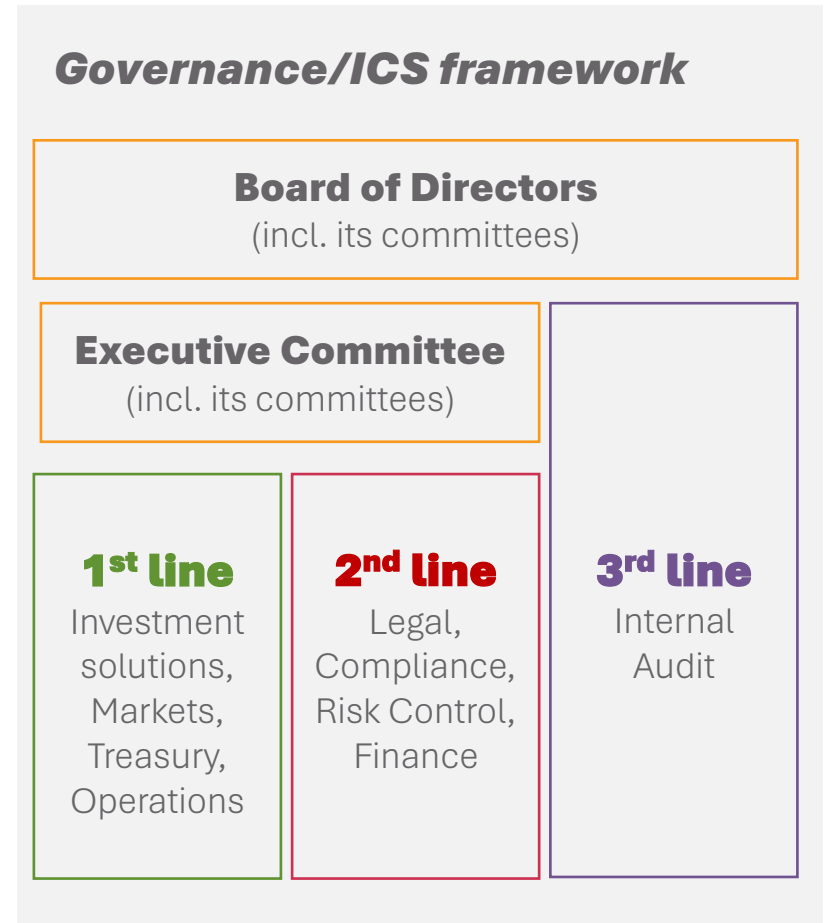 Governance/ICS framework
Board of Directors
(incl. its committees)
Executive Committee
(incl. its committees)
1st line
Investment
solutions,
Markets,
Treasury,
Operations
2nd line
Legal,
Compliance,
Risk Control,
Finance
3rd line
Internal
Audit